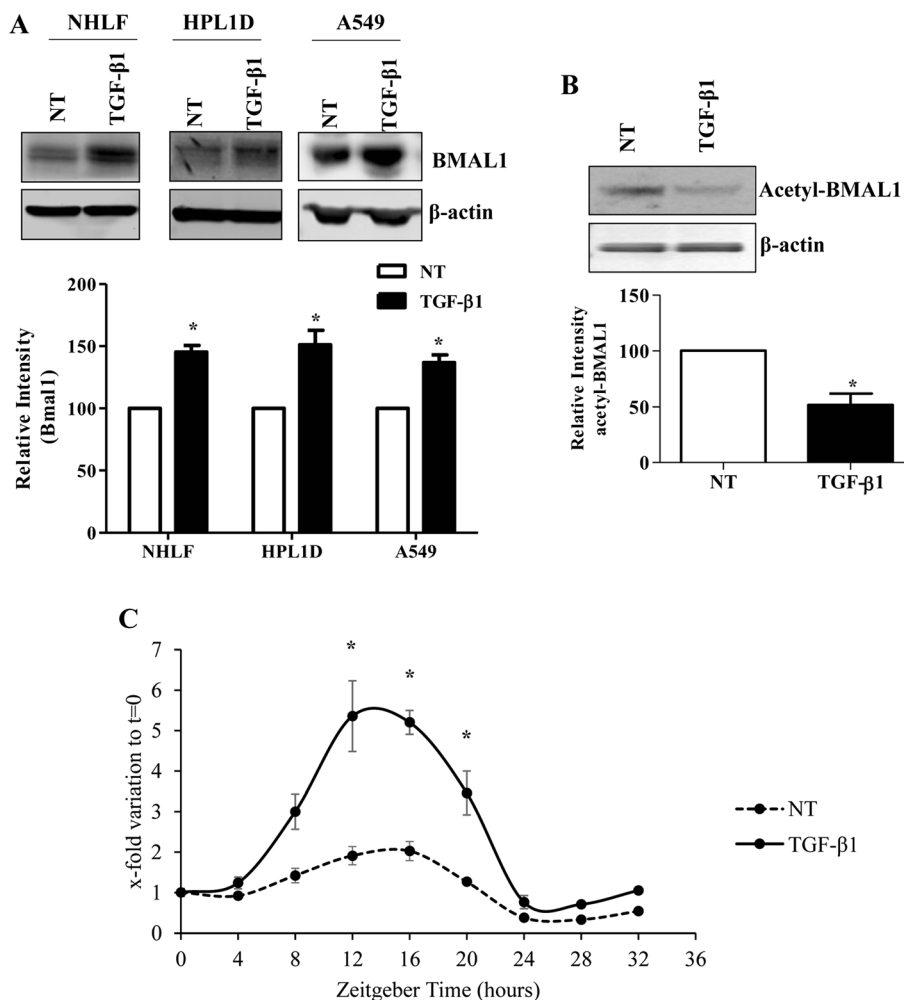 A
NHLF HPL1D A549
NT TGF-β1 NT TGF-β1 NT TGF-β1
BMAL1
β-actin
NT
TGF-β1
Relative Intensity
(Bmal1)
200
150
100
50
0
* * *
NHLF HPL1D A549
B
NT TGF-β1
Acetyl-BMAL1
β-actin
Relative Intensity
acetyl-BMAL1
150
100
50
0
*
NT TGF-β1
C
x-fold variation to t=0
7
6
5
4
3
2
1
0
* * *
0 4 8 12 16 20 24 28 32 36
Zeitgeber Time (hours)
NT
TGF-β1